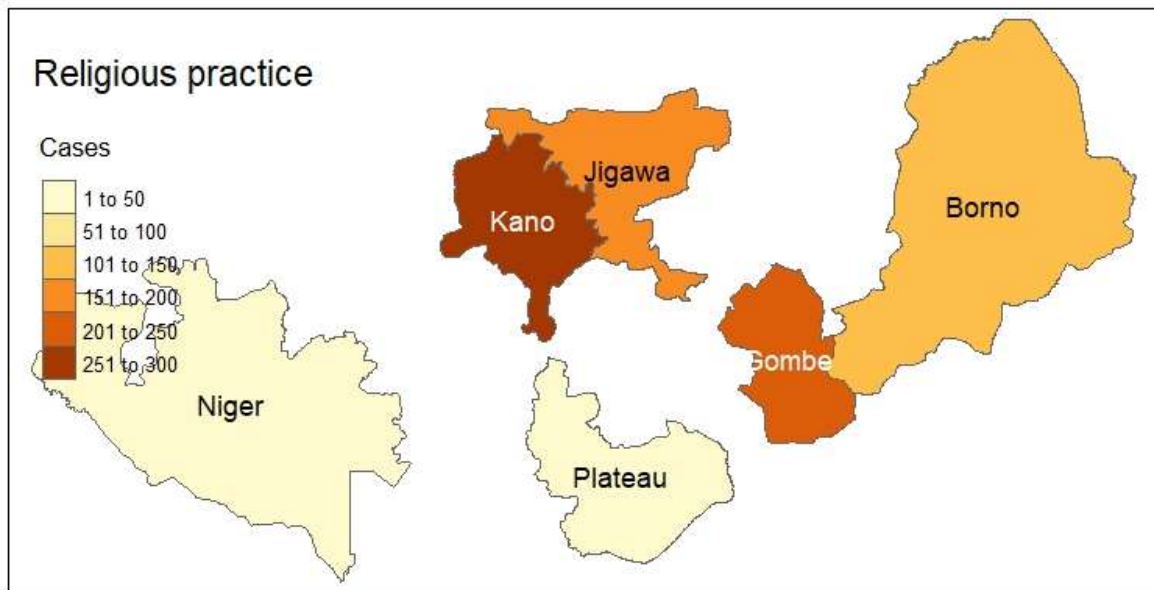 Religious practice
Cases
1 to 50
51 to 100
101 to 150
151 to 200
201 to 250
251 to 300
Jigawa
Kano
Borno
Gombe
Niger
Plateau